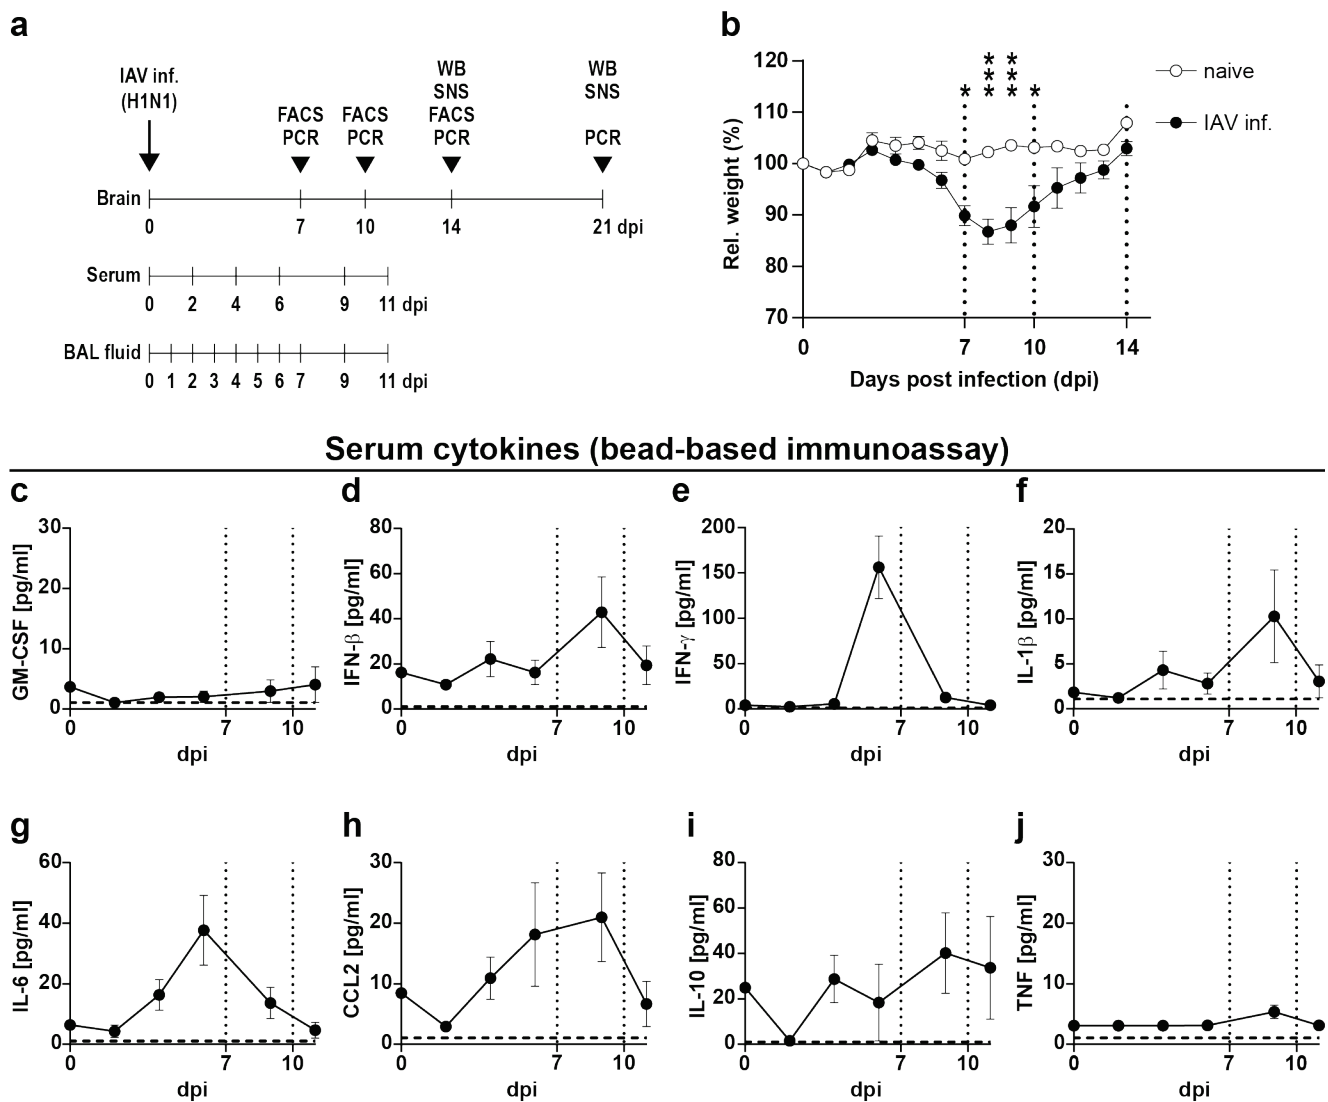 a
IAV inf.
(H1N1)
FACS
PCR
FACS
PCR
WB
SNS
FACS
PCR
WB
SNS
PCR
Brain
0 7 10 14 21 dpi
Serum
0 2 4 6 9 11 dpi
BAL fluid
0 1 2 3 4 5 6 7 9 11 dpi
b
120
110
100
90
80
70
Rel. weight (%)
* *** *** *
0 7 10 14
Days post infection (dpi)
naive
IAV inf.
Serum cytokines (bead-based immunoassay)
c
30
20
10
0
GM-CSF [pg/ml]
0 7 10
dpi
d
80
60
40
20
0
IFN-β [pg/ml]
0 7 10
dpi
e
200
150
100
50
0
IFN-γ [pg/ml]
0 7 10
dpi
f
20
15
10
5
0
IL-1β [pg/ml]
0 7 10
dpi
g
60
40
20
0
IL-6 [pg/ml]
0 7 10
dpi
h
30
20
10
0
CCL2 [pg/ml]
0 7 10
dpi
i
80
60
40
20
0
IL-10 [pg/ml]
0 7 10
dpi
j
30
20
10
0
TNF [pg/ml]
0 7 10
dpi